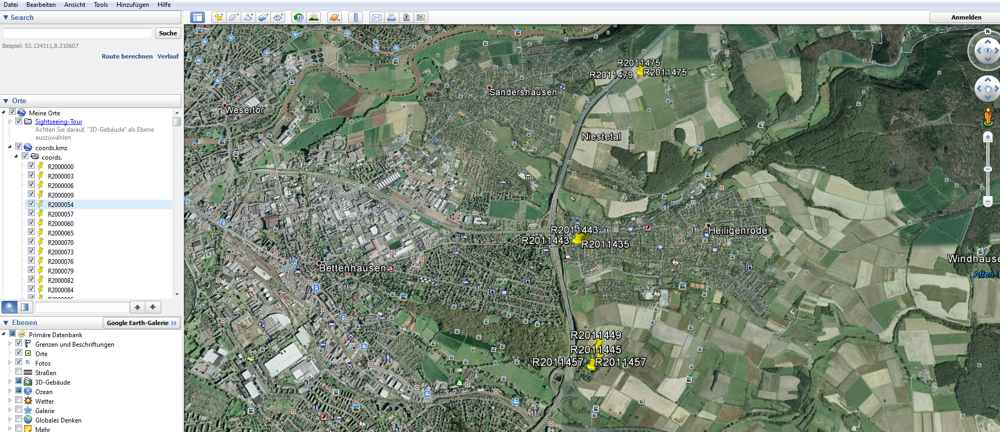 Datei Bearbeiten Ansicht Tools Hinzufügen Hilfe
Search
Anmelden
Suche
Beispiel: 53.134311,8.210607
Route berechnen Verlauf
Orte
Meine Orte
Sightseeing-Tour
Achten Sie darauf, "3D-Gebäude" als Ebene
auszuwählen
coords.kmz
coords.
R2000000
R2000003
R2000006
R2000009
R2000054
R2000057
R2000060
R2000065
R2000070
R2000073
R2000076
R2000079
R2000082
R2000084
Ebenen
Google Earth-Galerie >>
Primäre Datenbank
Grenzen und Beschriftungen
Orte
Fotos
Straßen
3D-Gebäude
Ozean
Wetter
Galerie
Globales Denken
Mehr
N
R2011475
R2011479 R2011475
Sandershausen
Wesertor
Niestetal
R2011443
Heiligenrode
R2011443 R2011435
Windhause
Bettenhausen
Affen-T
R2011449
R2011445
R2011457 R2011457